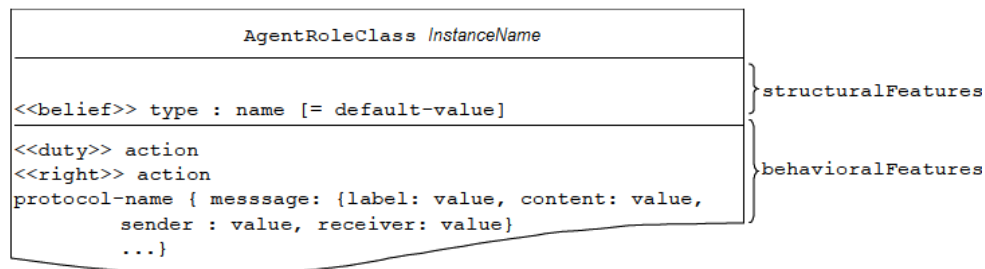 AgentRoleClass InstanceName
structuralFeatures
<<belief>> type : name [= default-value]
<<duty>> action
<<right>> action
behavioralFeatures
protocol-name { messsage: {label: value, content: value,
sender : value, receiver: value}
...}